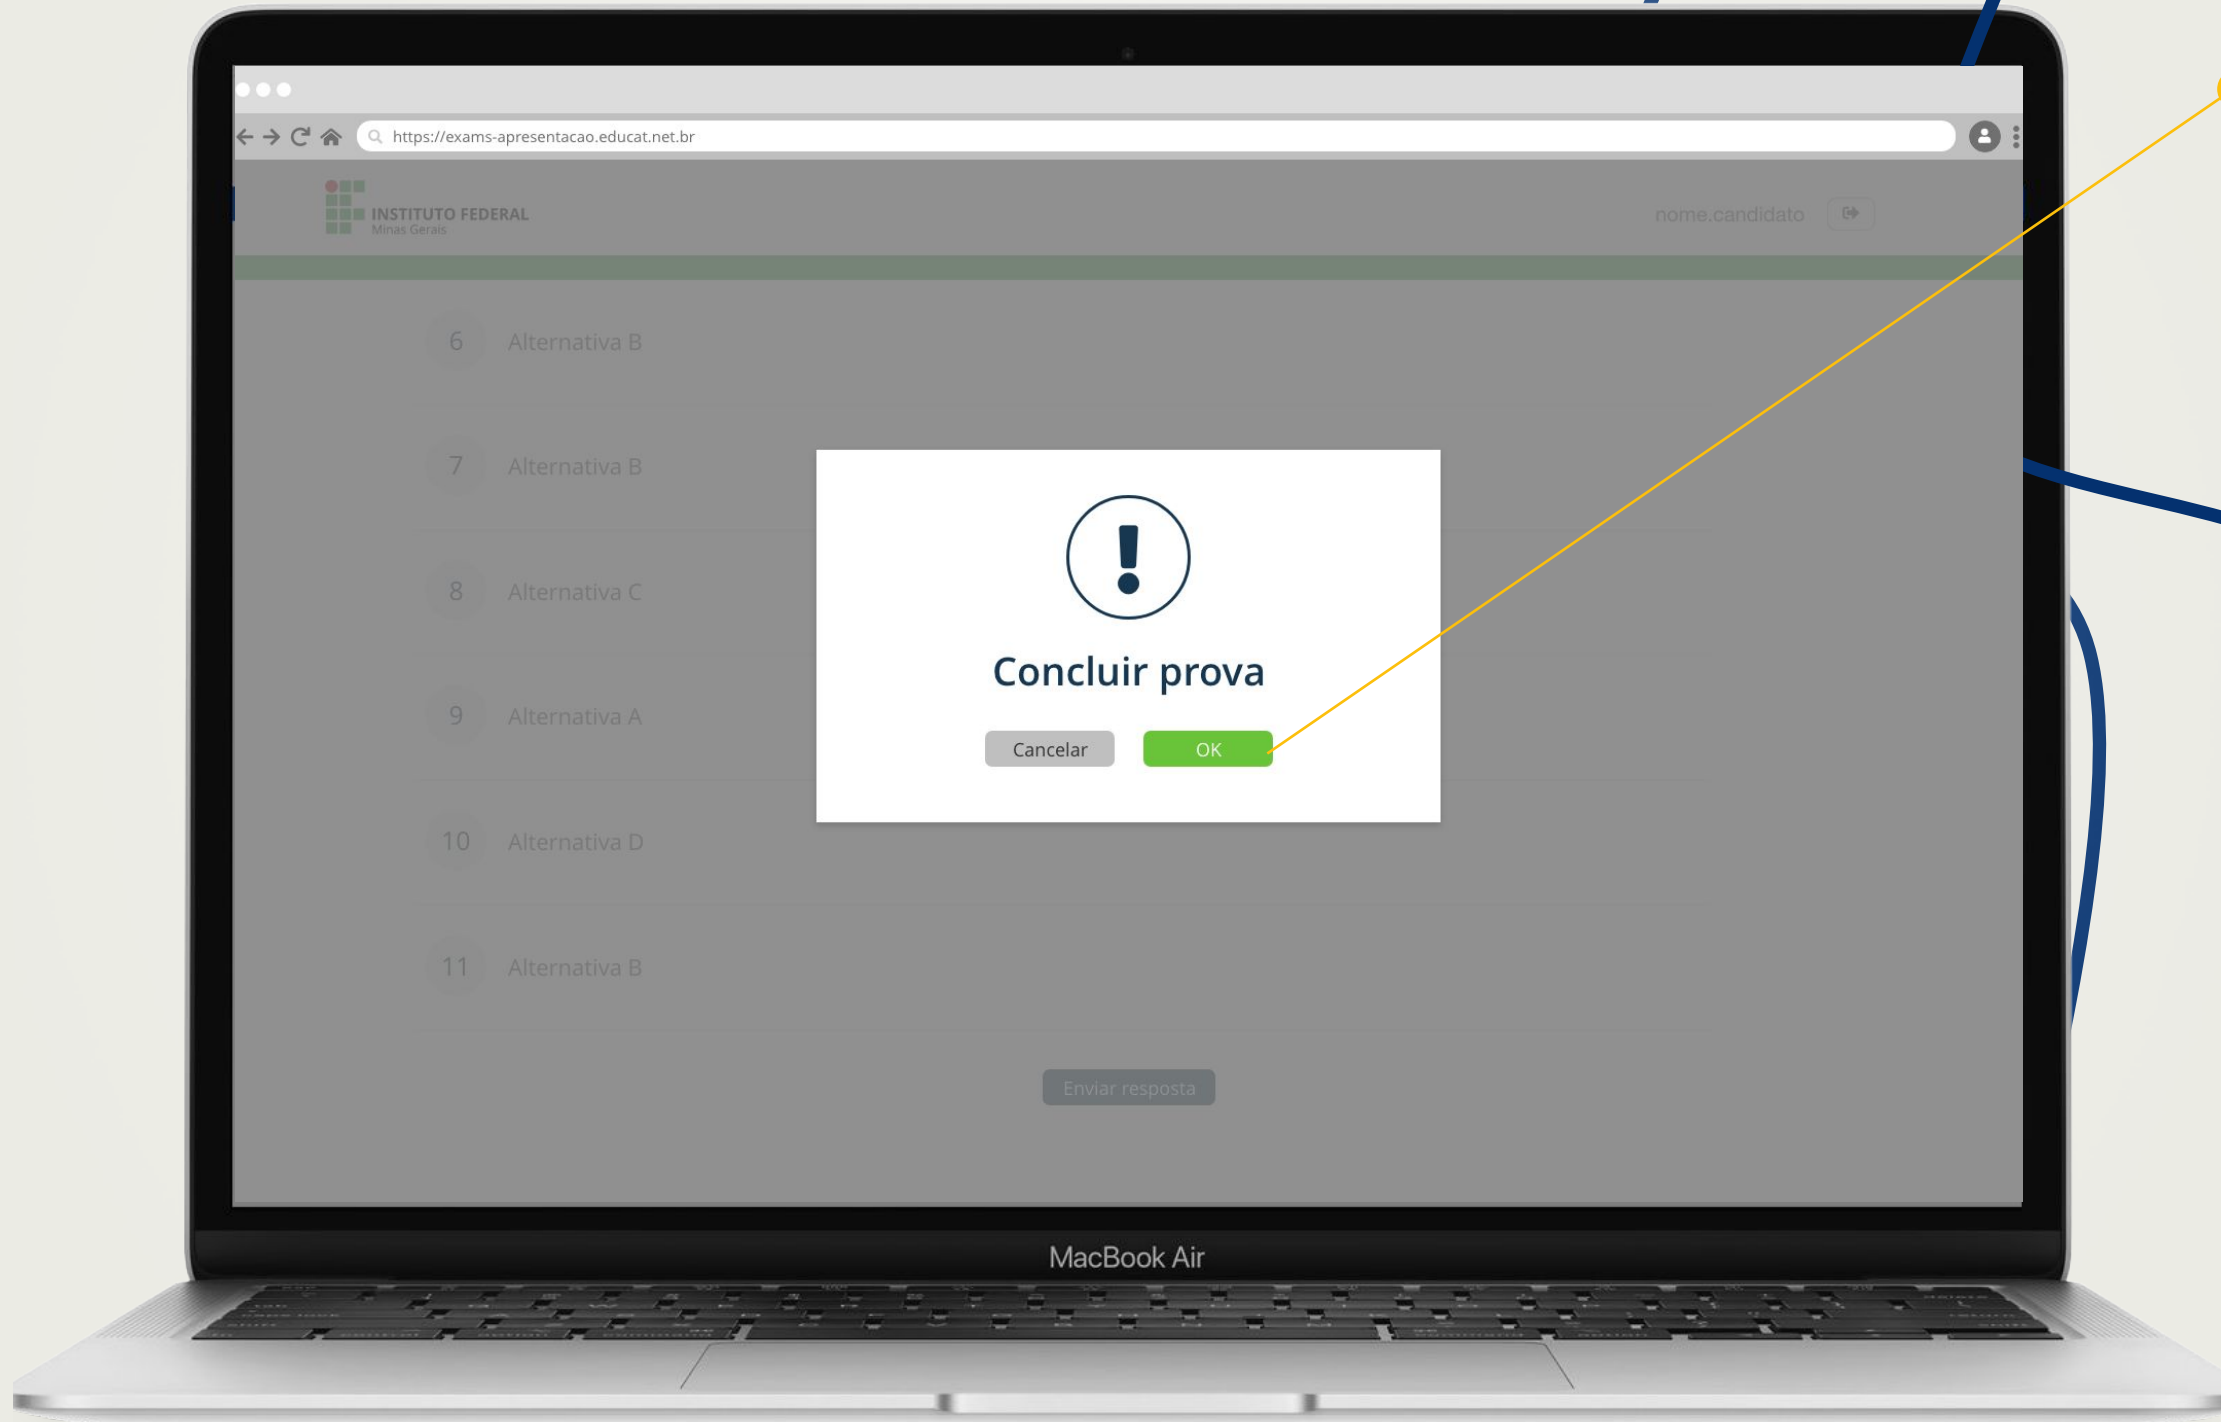 https://exams-apresentacao.educat.net.br
INSTITUTO FEDERAL
Minas Gerais
nome.candidato
6 Alternativa B
7 Alternativa B
8 Alternativa C
9 Alternativa A
10 Alternativa D
11 Alternativa B
!
Concluir prova
Cancelar OK
Enviar resposta
MacBook Air